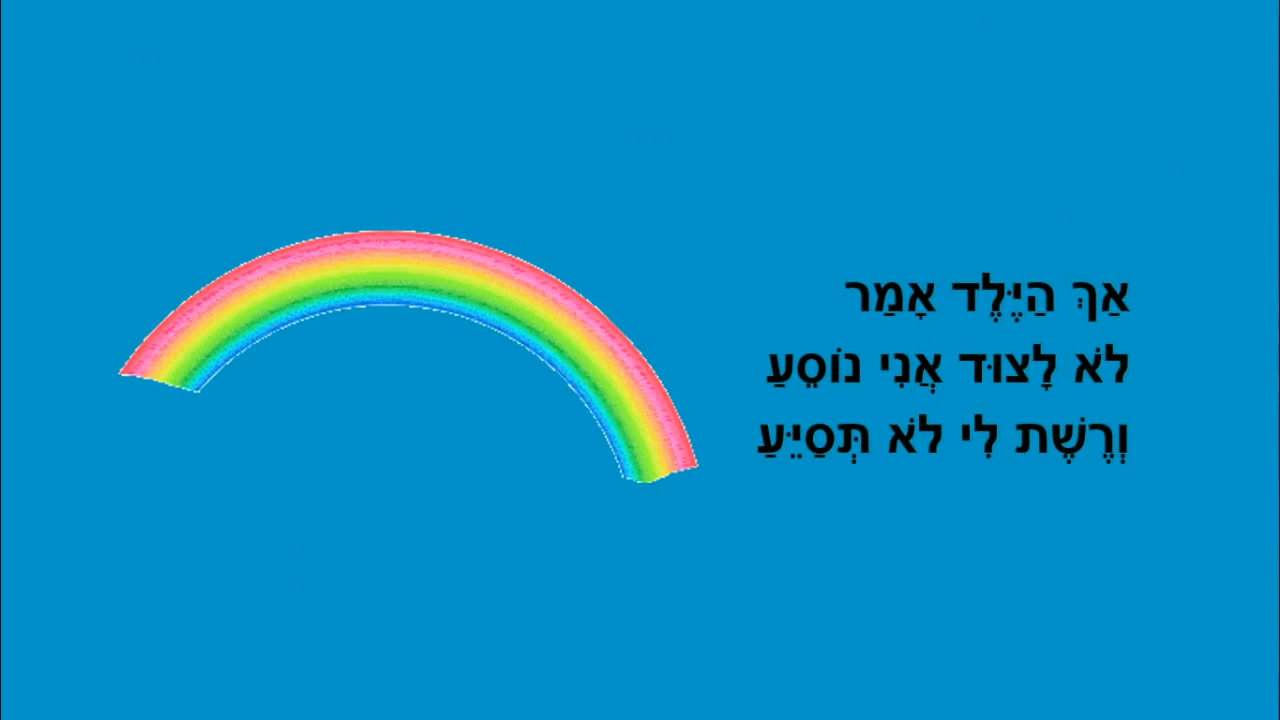 אַךְ הַיֶּלֶד אָמַר
לֹא לָצוּד אֲנִי נוֹסֵעַ
וְרֶשֶׁת לִי לֹא תְּסַיֵּעַ